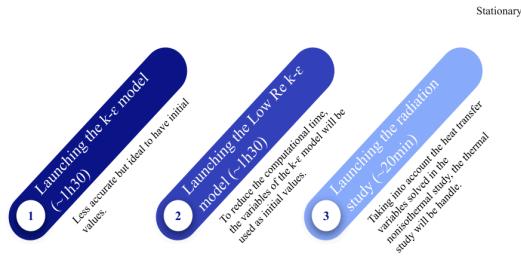 Stationary
1
Launching the k-ε model
(~1h30)
Less accurate but ideal to have initial
values.
2
Launching the Low Re k-ε
model (~1h30)
To reduce the computational time,
the variables of the k-ε model will be
used as initial values.
3
Launching the radiation
study (~20min)
Taking into account the heat transfer
variables solved in the
nonisothermal study, the thermal
study will be handle.